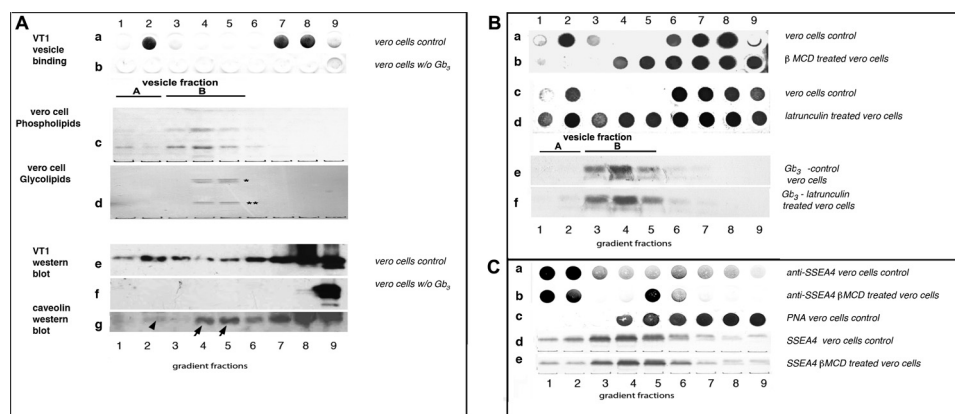 A
1 2 3 4 5 6 7 8 9
VT1 vesicle binding
a vero cells control
b vero cells w/o Gb3
vesicle fraction
A B
vero cell Phospholipids
c
vero cell Glycolipids
*
d **
VT1 western blot
e vero cells control
f vero cells w/o Gb3
caveolin western blot
g
1 2 3 4 5 6 7 8 9
gradient fractions
B
1 2 3 4 5 6 7 8 9
a vero cells control
b β MCD treated vero cells
c vero cells control
d latrunculin treated vero cells
vesicle fraction
A B
e Gb3 -control vero cells
f Gb3 - latrunculin treated vero cells
1 2 3 4 5 6 7 8 9
gradient fractions
C
a anti-SSEA4 vero cells control
b anti-SSEA4 βMCD treated vero cells
c PNA vero cells control
d SSEA4 vero cells control
e SSEA4 βMCD treated vero cells
1 2 3 4 5 6 7 8 9
gradient fractions